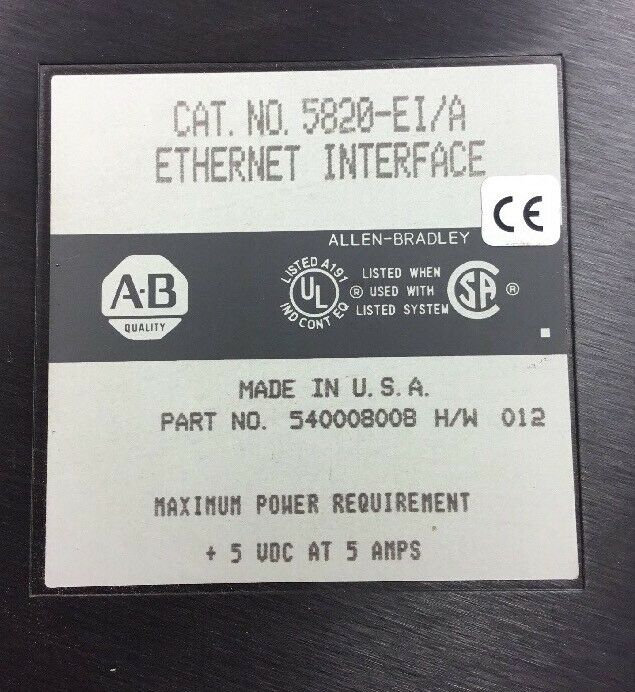 CAT. NO. 5820-EI/A
ETHERNET INTERFACE
CE
ALLEN-BRADLEY
A-B
QUALITY
LISTED A191
UL
IND CONT EQ
®
LISTED WHEN
USED WITH
LISTED SYSTEM
SA
®
MADE IN U.S.A.
PART NO. 540008008 H/W 012
MAXIMUM POWER REQUIREMENT
+ 5 VDC AT 5 AMPS